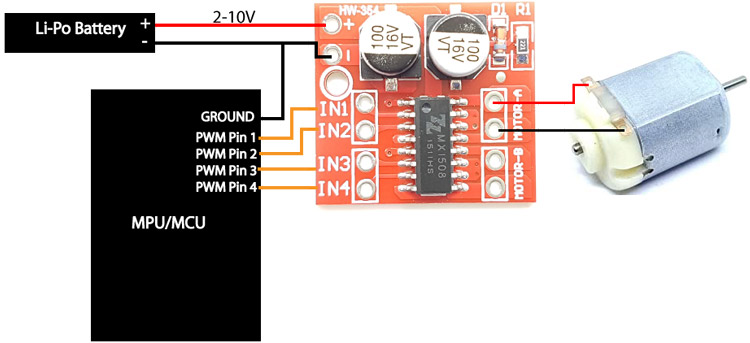 Li-Po Battery
+
-
2-10V
HW-354
+
-
100
16V
VT
100
16V
VT
D1
R1
GROUND
PWM Pin 1
PWM Pin 2
PWM Pin 3
PWM Pin 4
MPU/MCU
IN1
IN2
IN3
IN4
MX1508
1511HS
MOTOR-A
MOTOR-B